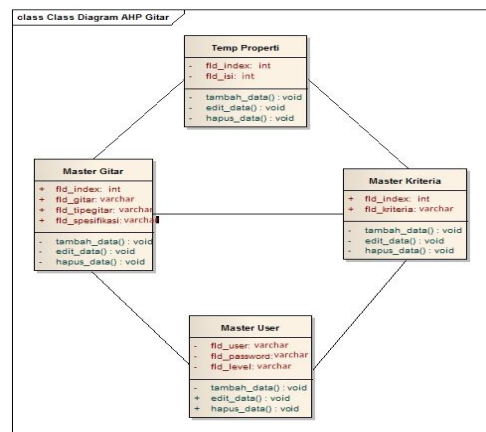 class Class Diagram AHP Gitar
Temp Properti
- fld_index: int
- fld_isi: int
- tambah_data() : void
- edit_data() : void
- hapus_data() : void
Master Gitar
+ fld_index: int
+ fld_gitar: varchar
+ fld_tipegitar: varchar
+ fld_spesifikasi: varchar
- tambah_data() : void
- edit_data() : void
- hapus_data() : void
Master Kriteria
+ fld_index: int
+ fld_kriteria: varchar
- tambah_data() : void
- edit_data() : void
- hapus_data() : void
Master User
- fld_user: varchar
- fld_password: varchar
- fld_level: varchar
- tambah_data() : void
+ edit_data() : void
+ hapus_data() : void